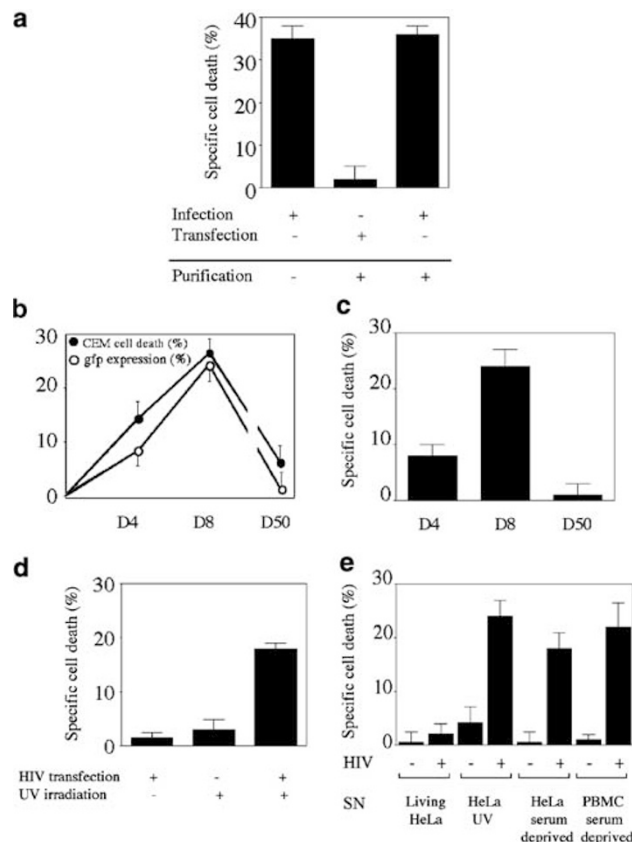 a
Specific cell death (%)
40
30
20
10
0
Infection + - +
Transfection - + -
Purification - + +
b
30
20
10
0
CEM cell death (%)
gfp expression (%)
D4 D8 D50
c
Specific cell death (%)
30
20
10
0
D4 D8 D50
d
Specific cell death (%)
30
20
10
0
HIV transfection + - +
UV irradiation - + +
e
Specific cell death (%)
30
20
10
0
HIV - + - + - + - +
SN Living HeLa HeLa PBMC
HeLa UV serum serum
deprived deprived